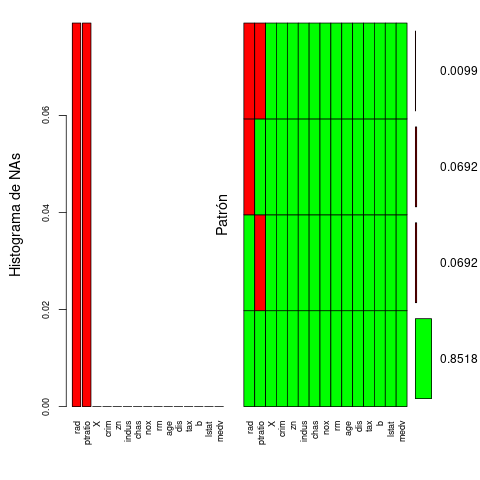 Histograma de NAs
0.00
0.02
0.04
0.06
rad
ptratio
X
crim
zn
indus
chas
nox
rm
age
dis
tax
b
lstat
medv
Patrón
rad
ptratio
X
crim
zn
indus
chas
nox
rm
age
dis
tax
b
lstat
medv
0.0099
0.0692
0.0692
0.8518